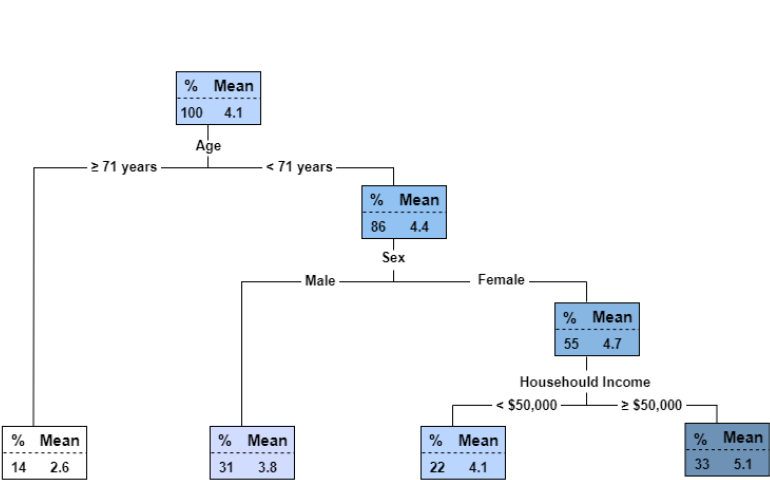 % Mean
100 4.1
Age
≥ 71 years < 71 years
% Mean
86 4.4
Sex
Male Female
% Mean
55 4.7
Househould Income
< $50,000 ≥ $50,000
% Mean % Mean % Mean % Mean
14 2.6 31 3.8 22 4.1 33 5.1